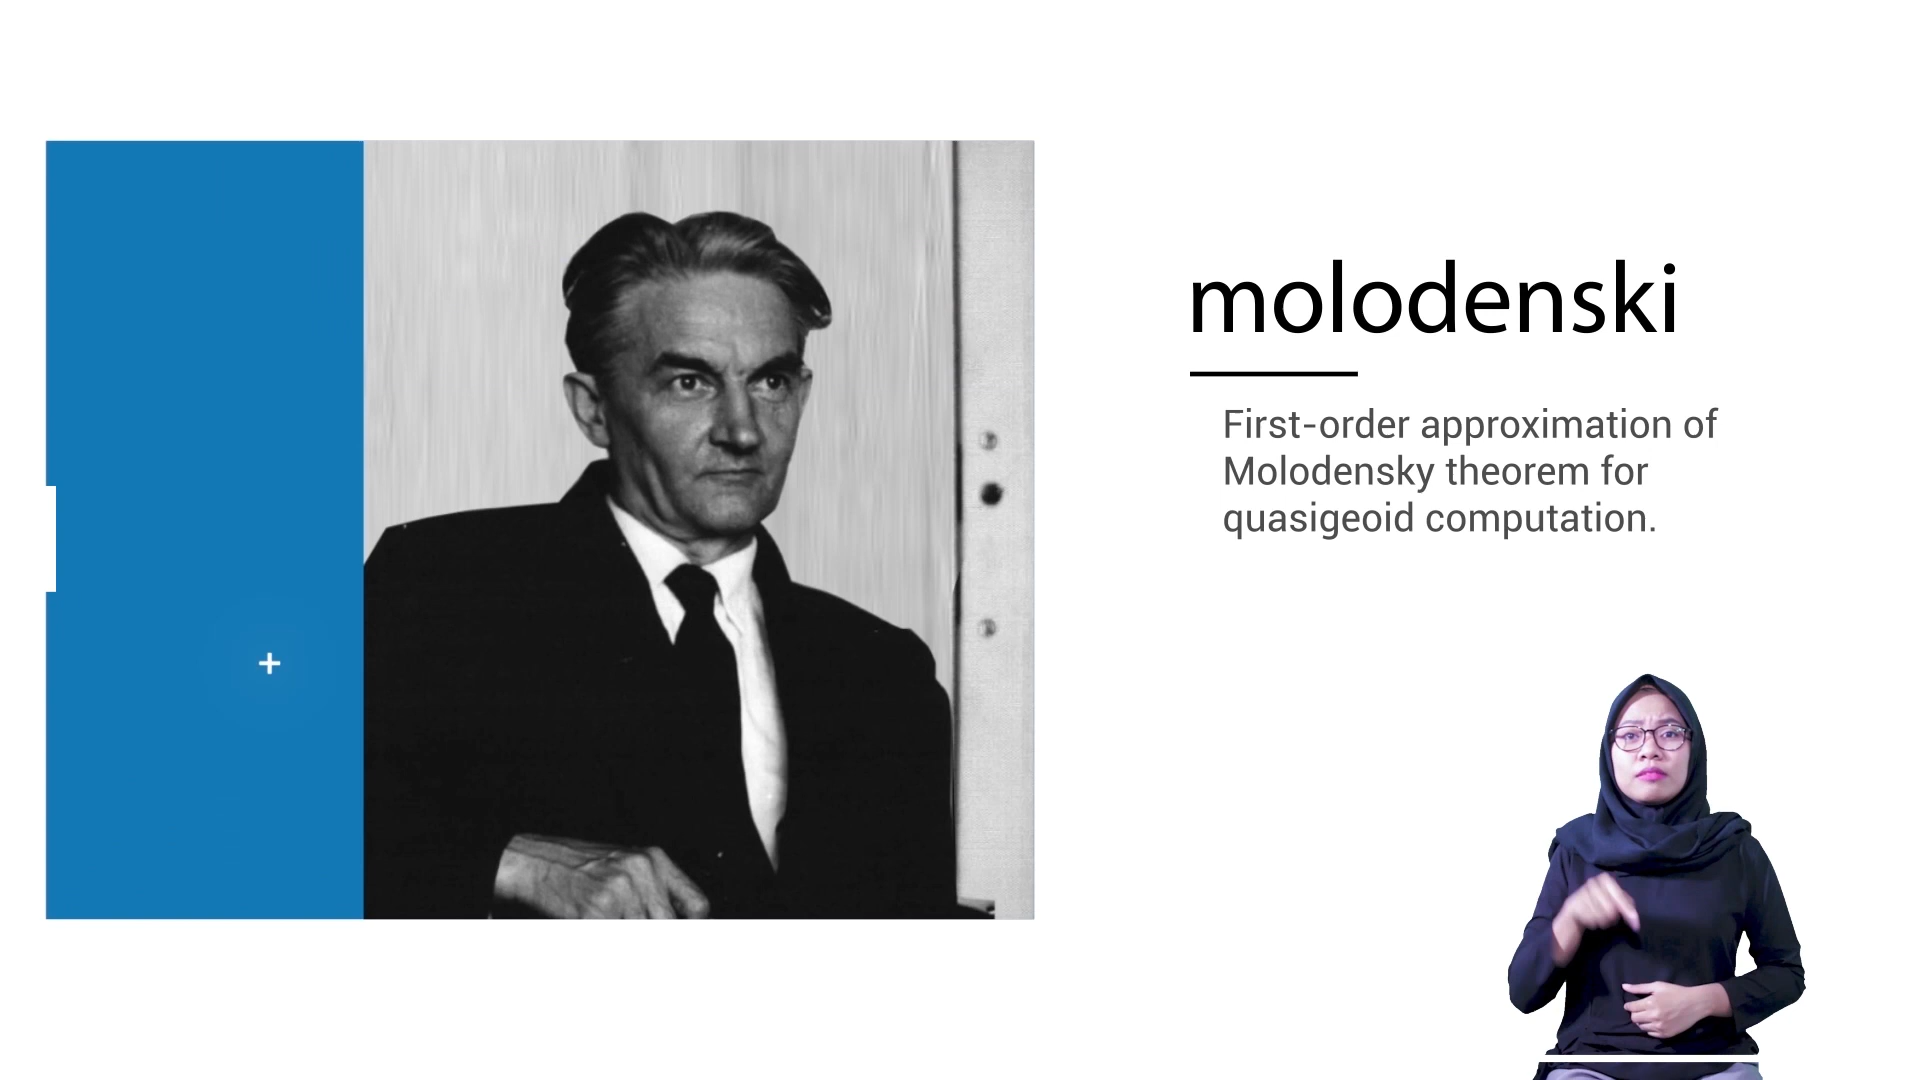 molodenski
First-order approximation of
Molodensky theorem for
quasigeoid computation.